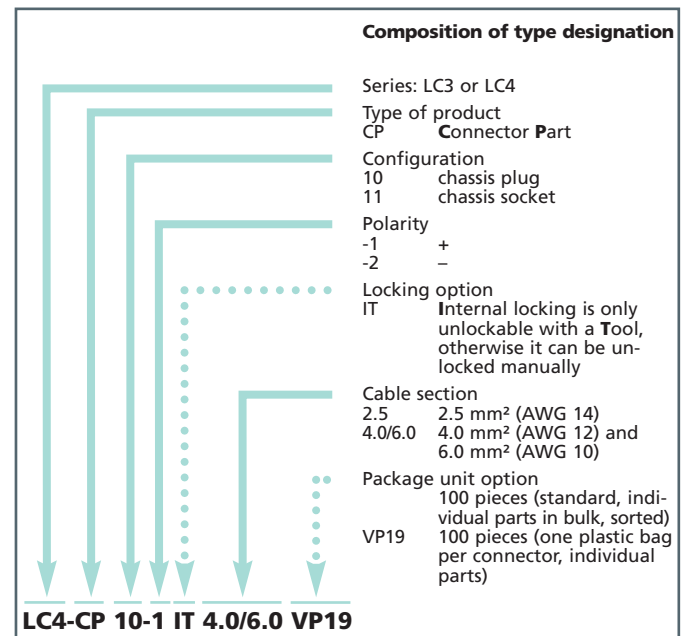 Composition of type designation
Series: LC3 or LC4
Type of product
CP Connector Part
Configuration
10 chassis plug
11 chassis socket
Polarity
-1 +
-2 –
Locking option
IT Internal locking is only
unlockable with a Tool,
otherwise it can be un-
locked manually
Cable section
2.5 2.5 mm² (AWG 14)
4.0/6.0 4.0 mm² (AWG 12) and
6.0 mm² (AWG 10)
Package unit option
100 pieces (standard, indi-
vidual parts in bulk, sorted)
VP19 100 pieces (one plastic bag
per connector, individual
parts)
LC4-CP 10-1 IT 4.0/6.0 VP19